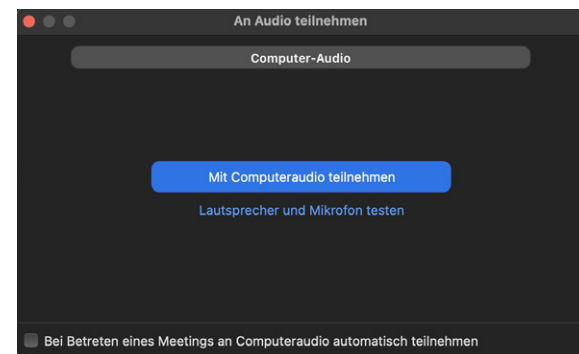 An Audio teilnehmen
Computer-Audio
Mit Computeraudio teilnehmen
Lautsprecher und Mikrofon testen
Bei Betreten eines Meetings an Computeraudio automatisch teilnehmen